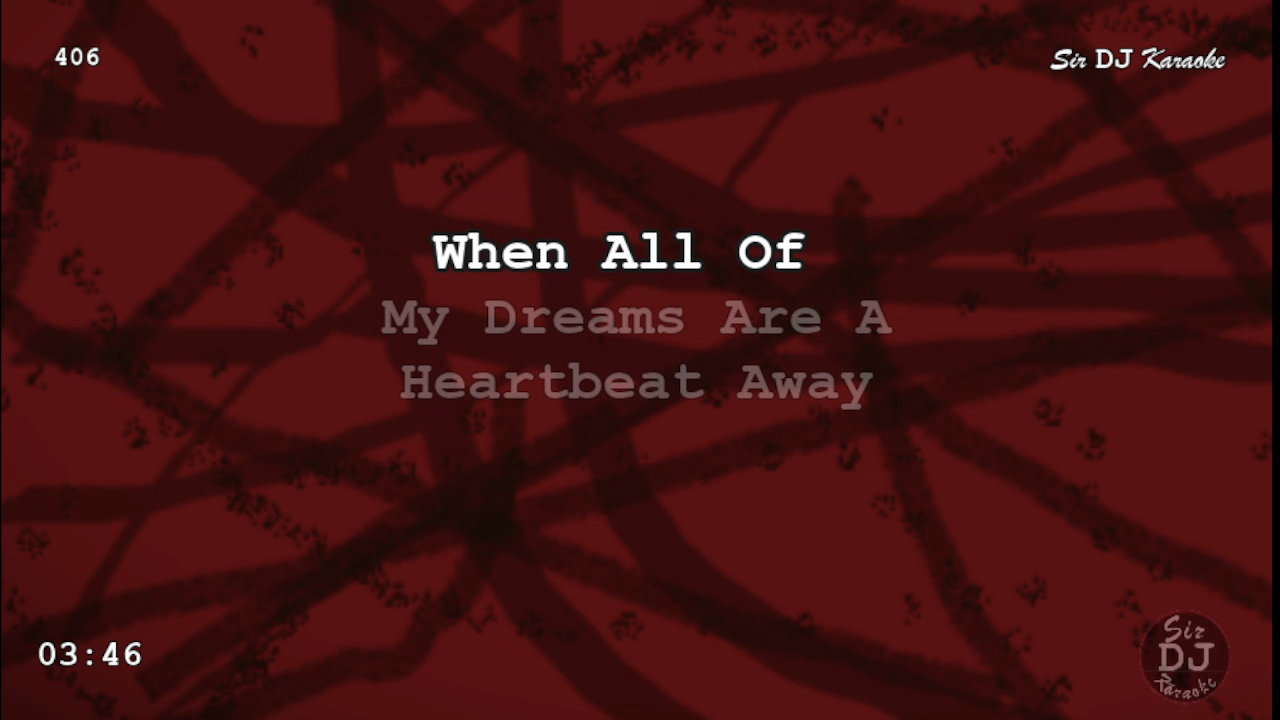 406
Sir DJ Karaoke
When All Of
My Dreams Are A
Heartbeat Away
03:46
Sir
DJ
Karaoke